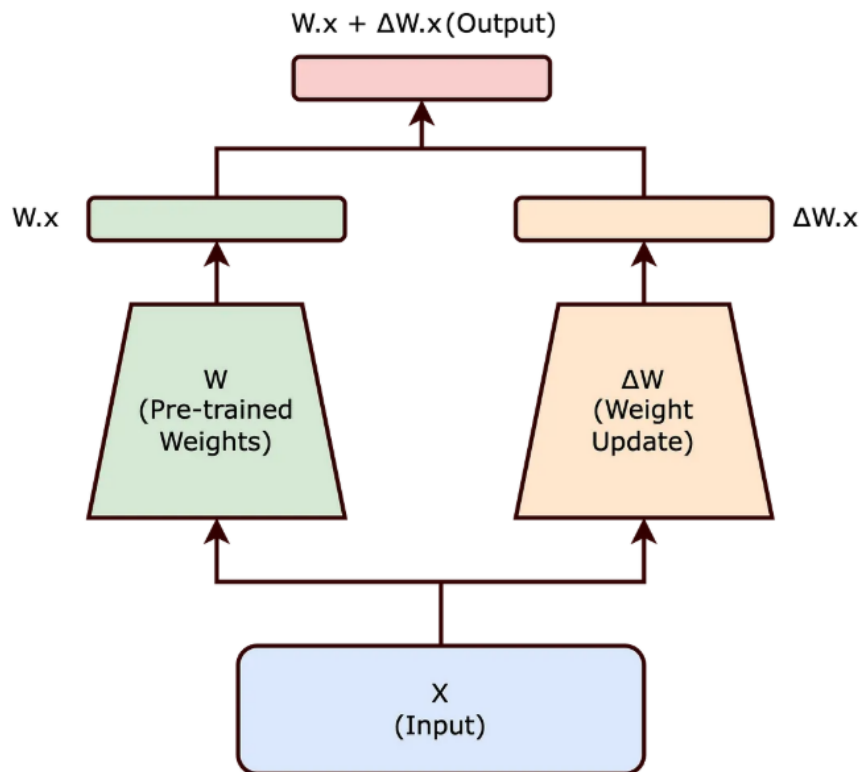 W.x + ΔW.x(Output)
W.x
ΔW.x
W
(Pre-trained
Weights)
ΔW
(Weight
Update)
X
(Input)